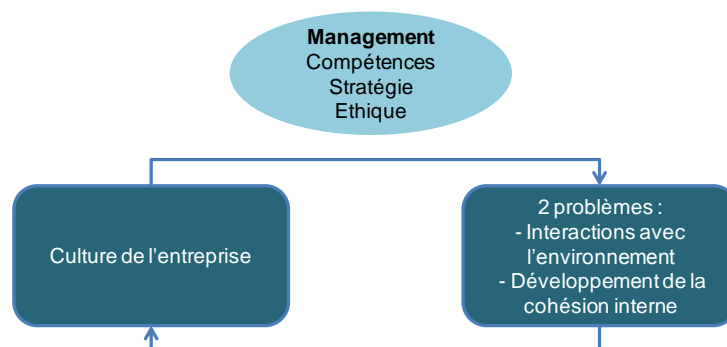 Management
Compétences
Stratégie
Ethique
Culture de l'entreprise
2 problèmes :
- Interactions avec
l’environnement
- Développement de la
cohésion interne